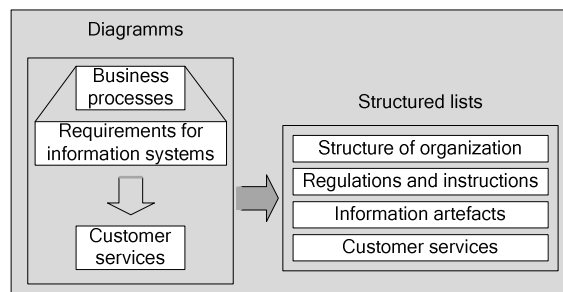 Diagramms
Business
processes
Requirements for
information systems
Customer
services
Structured lists
Structure of organization
Regulations and instructions
Information artefacts
Customer services